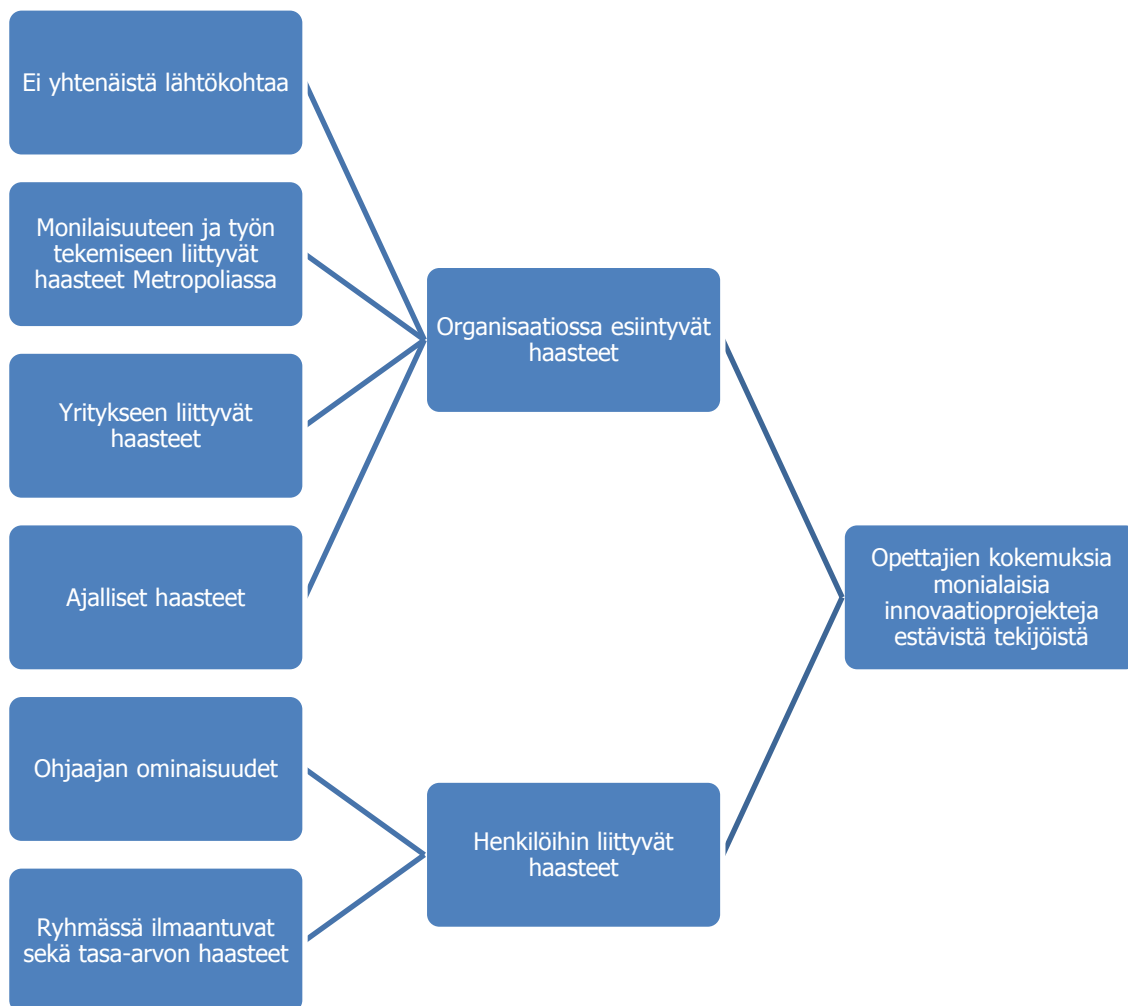 Ei yhtenäistä lähtökohtaa
Monilaisuuteen ja työn
tekemiseen liittyvät
haasteet Metropoliassa
Yritykseen liittyvät
haasteet
Ajalliset haasteet
Ohjaajan ominaisuudet
Ryhmässä ilmaantuvat
sekä tasa-arvon haasteet
Organisaatiossa esiintyvät
haasteet
Henkilöihin liittyvät
haasteet
Opettajien kokemuksia
monialaisia
innovaatioprojekteja
estävistä tekijöistä